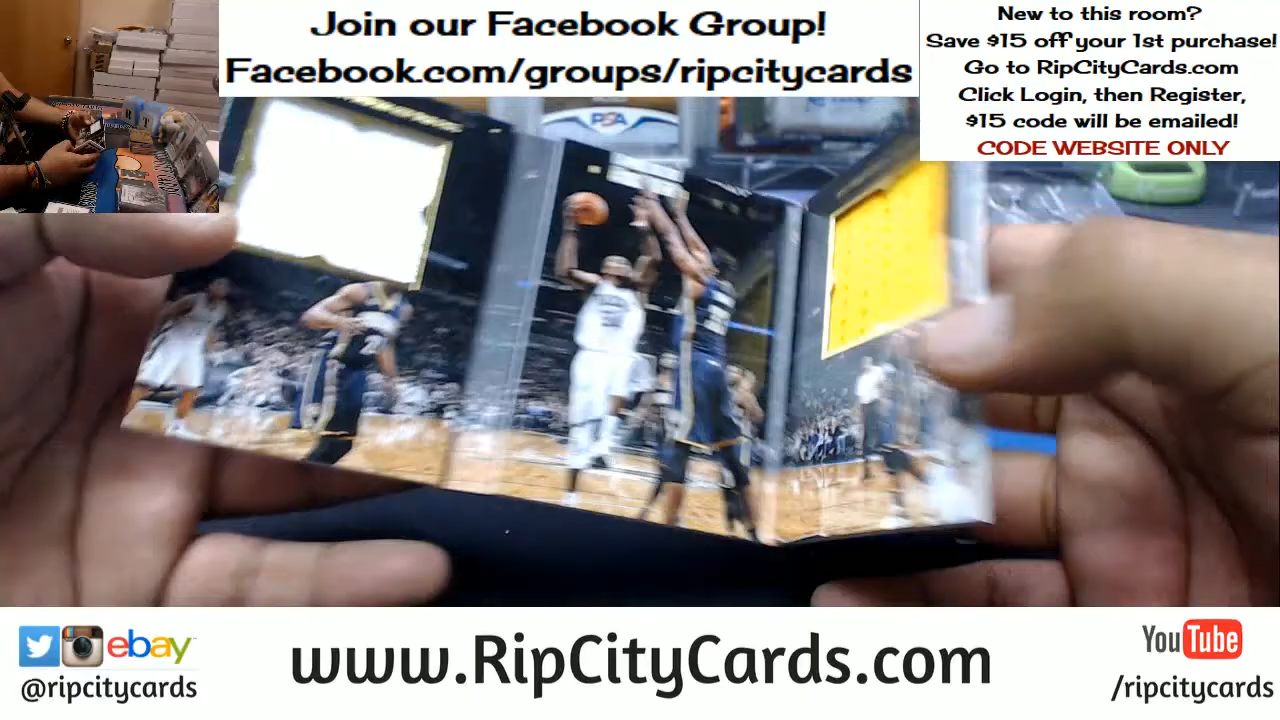 Join our Facebook Group!
Facebook.com/groups/ripcitycards
New to this room?
Save $15 off your 1st purchase!
Go to RipCityCards.com
Click Login, then Register,
$15 code will be emailed!
CODE WEBSITE ONLY
PSA
ebay
@ripcitycards
www.RipCityCards.com
YouTube
/ripcitycards